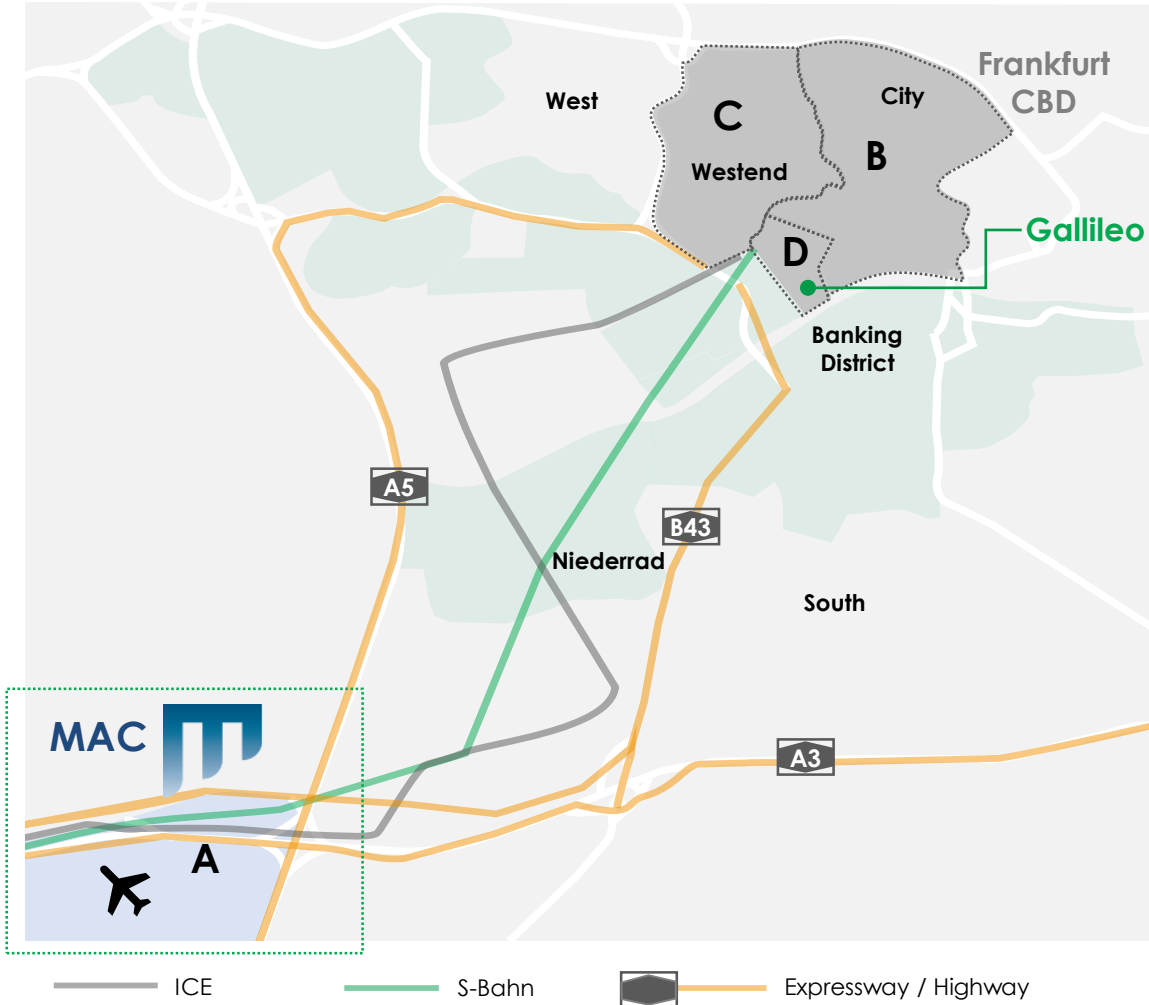 Frankfurt
CBD
West
City
C
B
Westend
Gallileo
D
Banking
District
A5
B43
Niederrad
South
MAC
A3
A
ICE
S-Bahn
Expressway / Highway